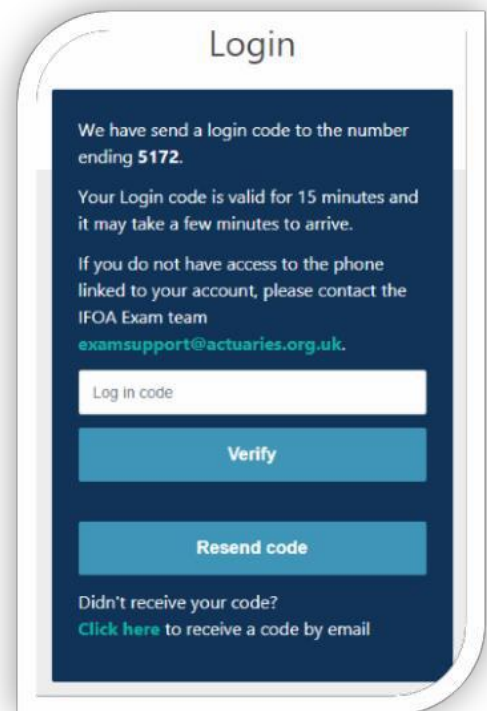 Login
We have send a login code to the number
ending 5172.
Your Login code is valid for 15 minutes and
it may take a few minutes to arrive.
If you do not have access to the phone
linked to your account, please contact the
IFOA Exam team
examsupport@actuaries.org.uk.
Log in code
Verify
Resend code
Didn't receive your code?
Click here to receive a code by email